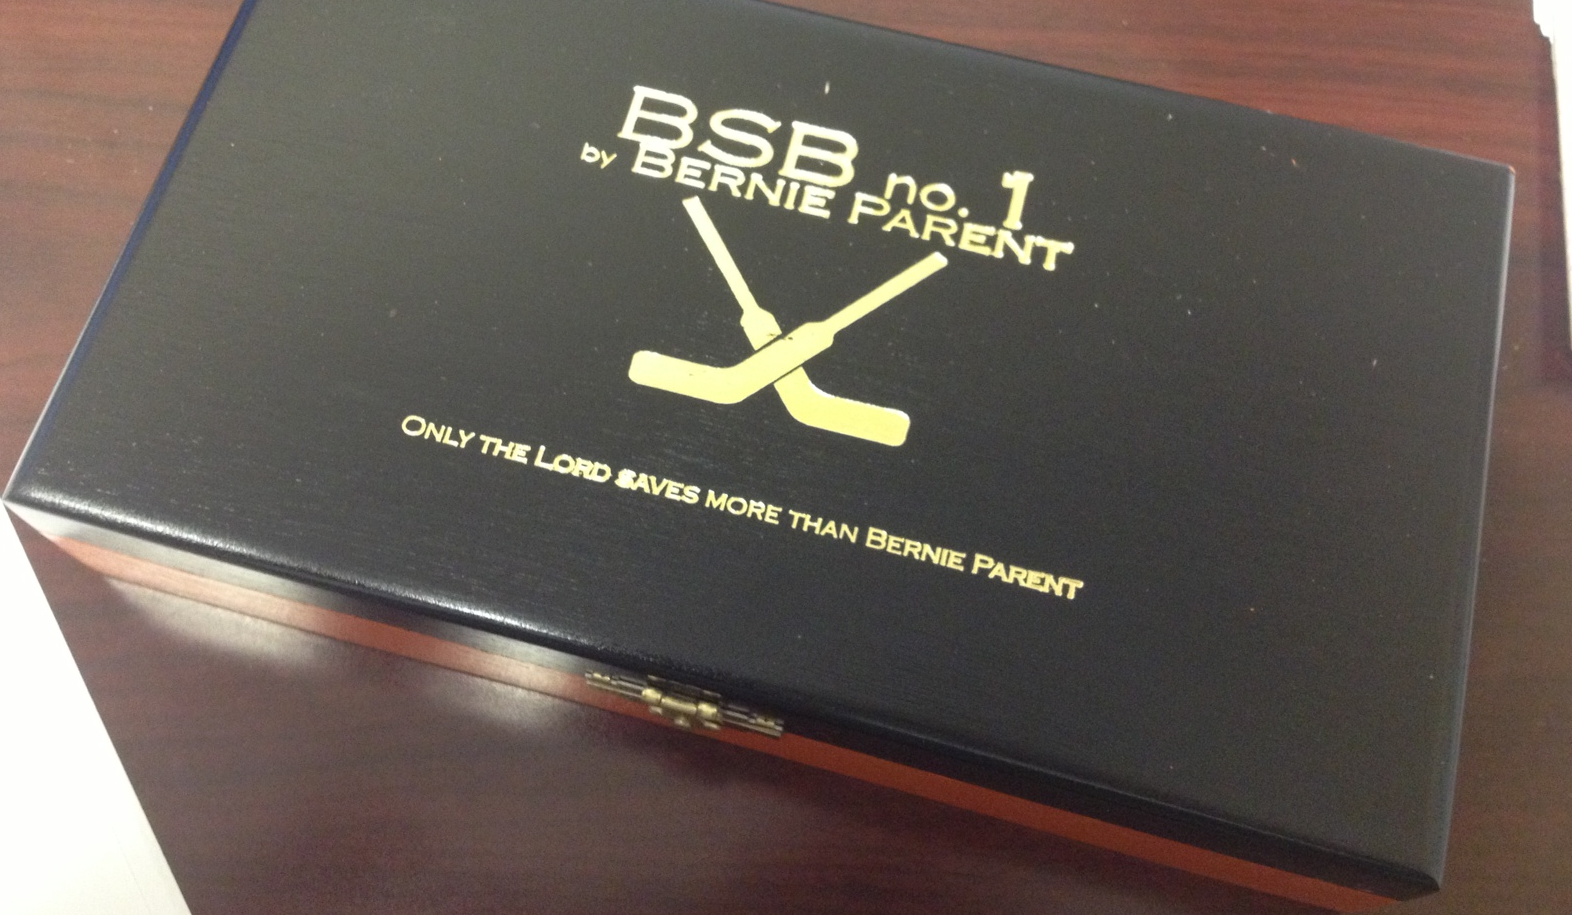 BSB no. 1
by BERNIE PARENT
ONLY THE LORD SAVES MORE THAN BERNIE PARENT